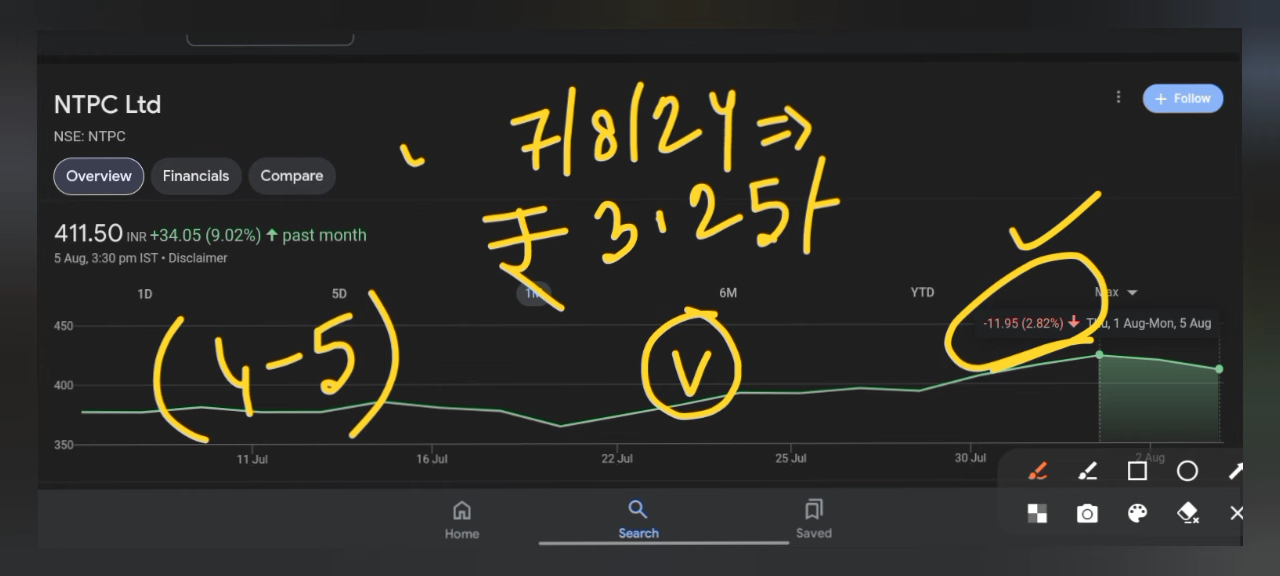 NTPC Ltd
+ Follow
NSE: NTPC
7/8/24 ⇒
Overview Financials Compare
₹ 3.25/-
411.50 INR +34.05 (9.02%) ↑ past month
5 Aug, 3:30 pm IST • Disclaimer
1D 5D 1M 6M YTD Max
-11.95 (2.82%) ↓ Thu, 1 Aug-Mon, 5 Aug
450
(4-5) V
400
350
11 Jul 16 Jul 22 Jul 25 Jul 30 Jul 2 Aug
Home Search Saved